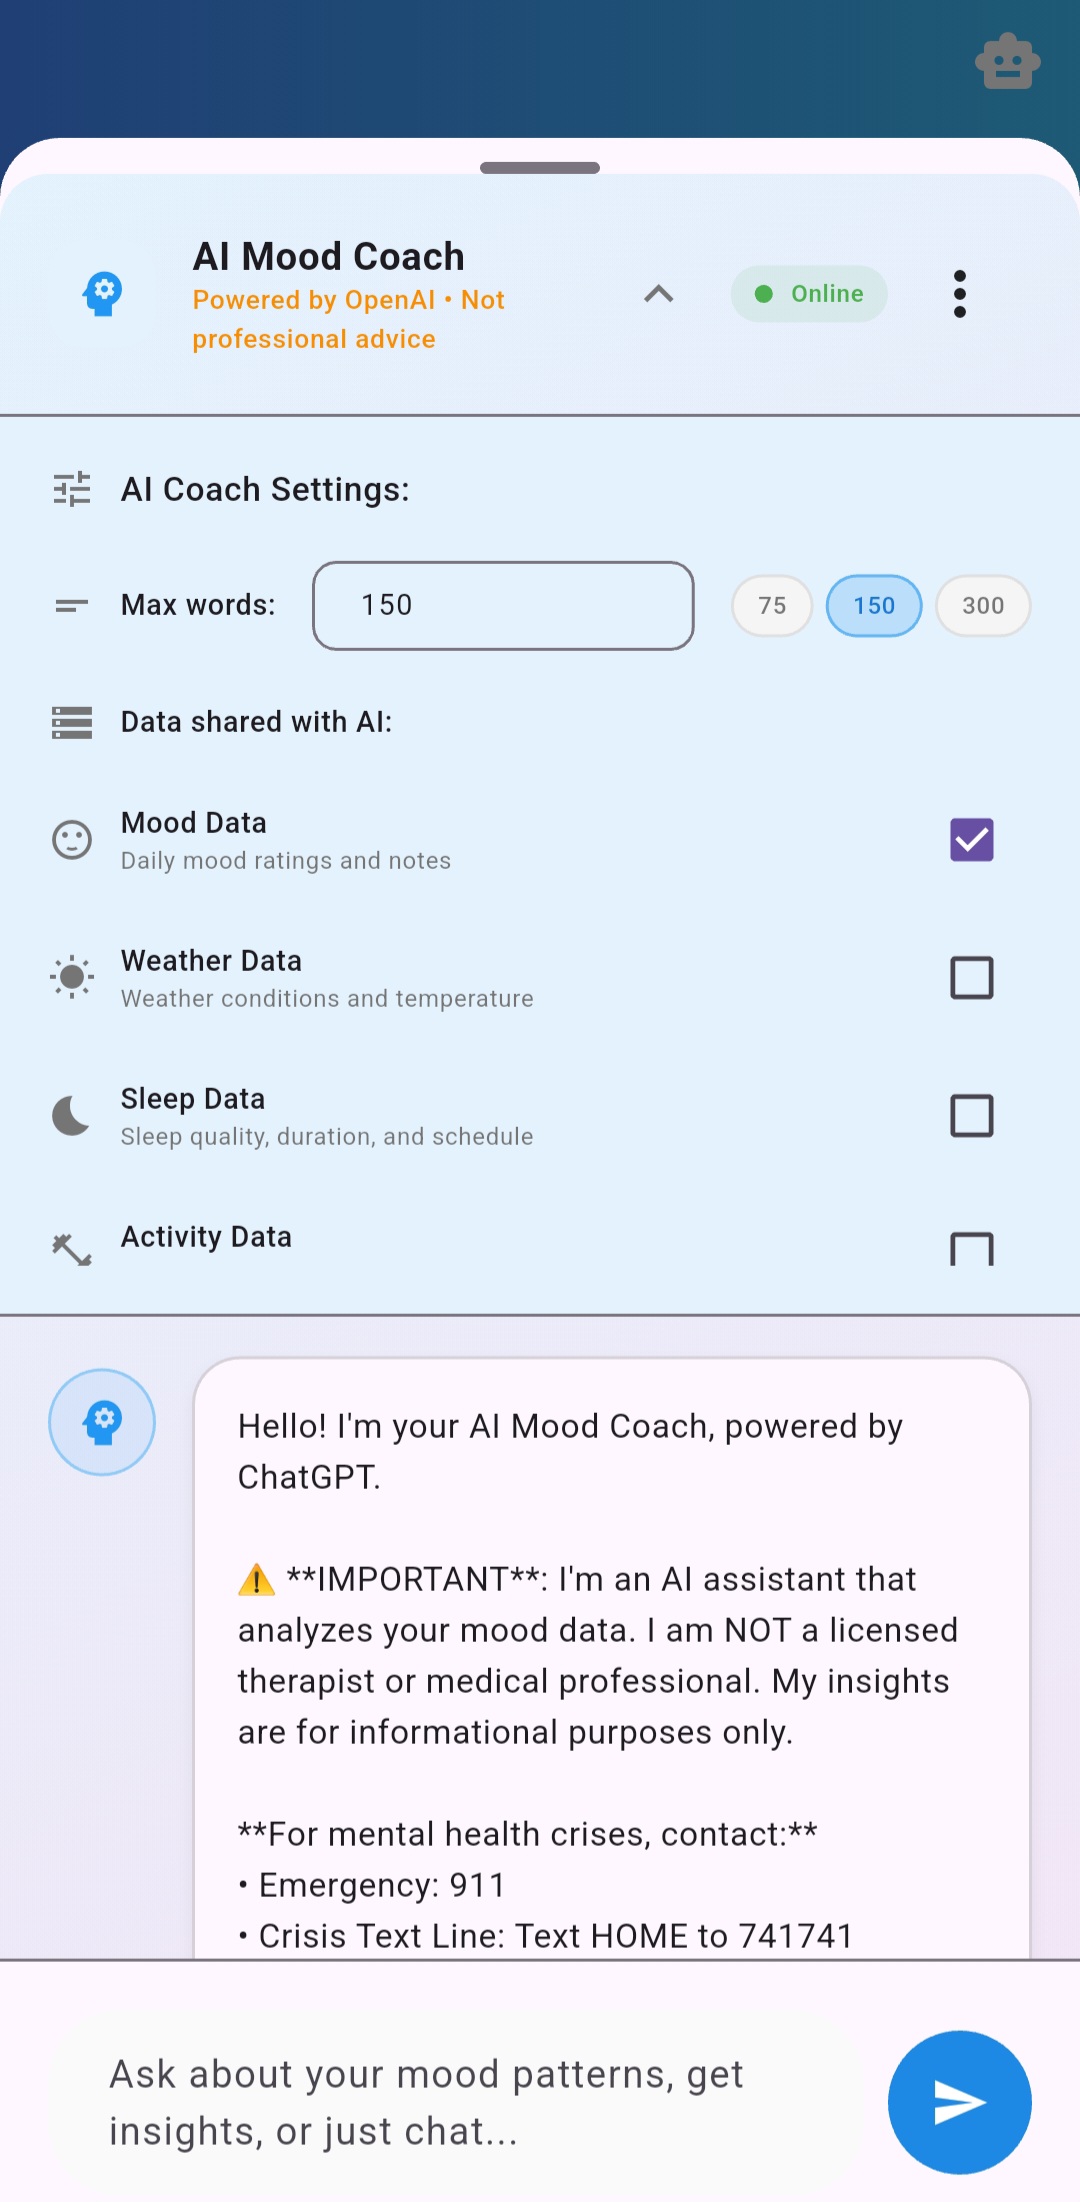 AI Mood Coach
Powered by OpenAI • Not
professional advice
Online
AI Coach Settings:
Max words:
150
75
150
300
Data shared with AI:
Mood Data
Daily mood ratings and notes
Weather Data
Weather conditions and temperature
Sleep Data
Sleep quality, duration, and schedule
Activity Data
Hello! I'm your AI Mood Coach, powered by
ChatGPT.
⚠️ **IMPORTANT**: I'm an AI assistant that
analyzes your mood data. I am NOT a licensed
therapist or medical professional. My insights
are for informational purposes only.
**For mental health crises, contact:**
• Emergency: 911
• Crisis Text Line: Text HOME to 741741
Ask about your mood patterns, get
insights, or just chat...